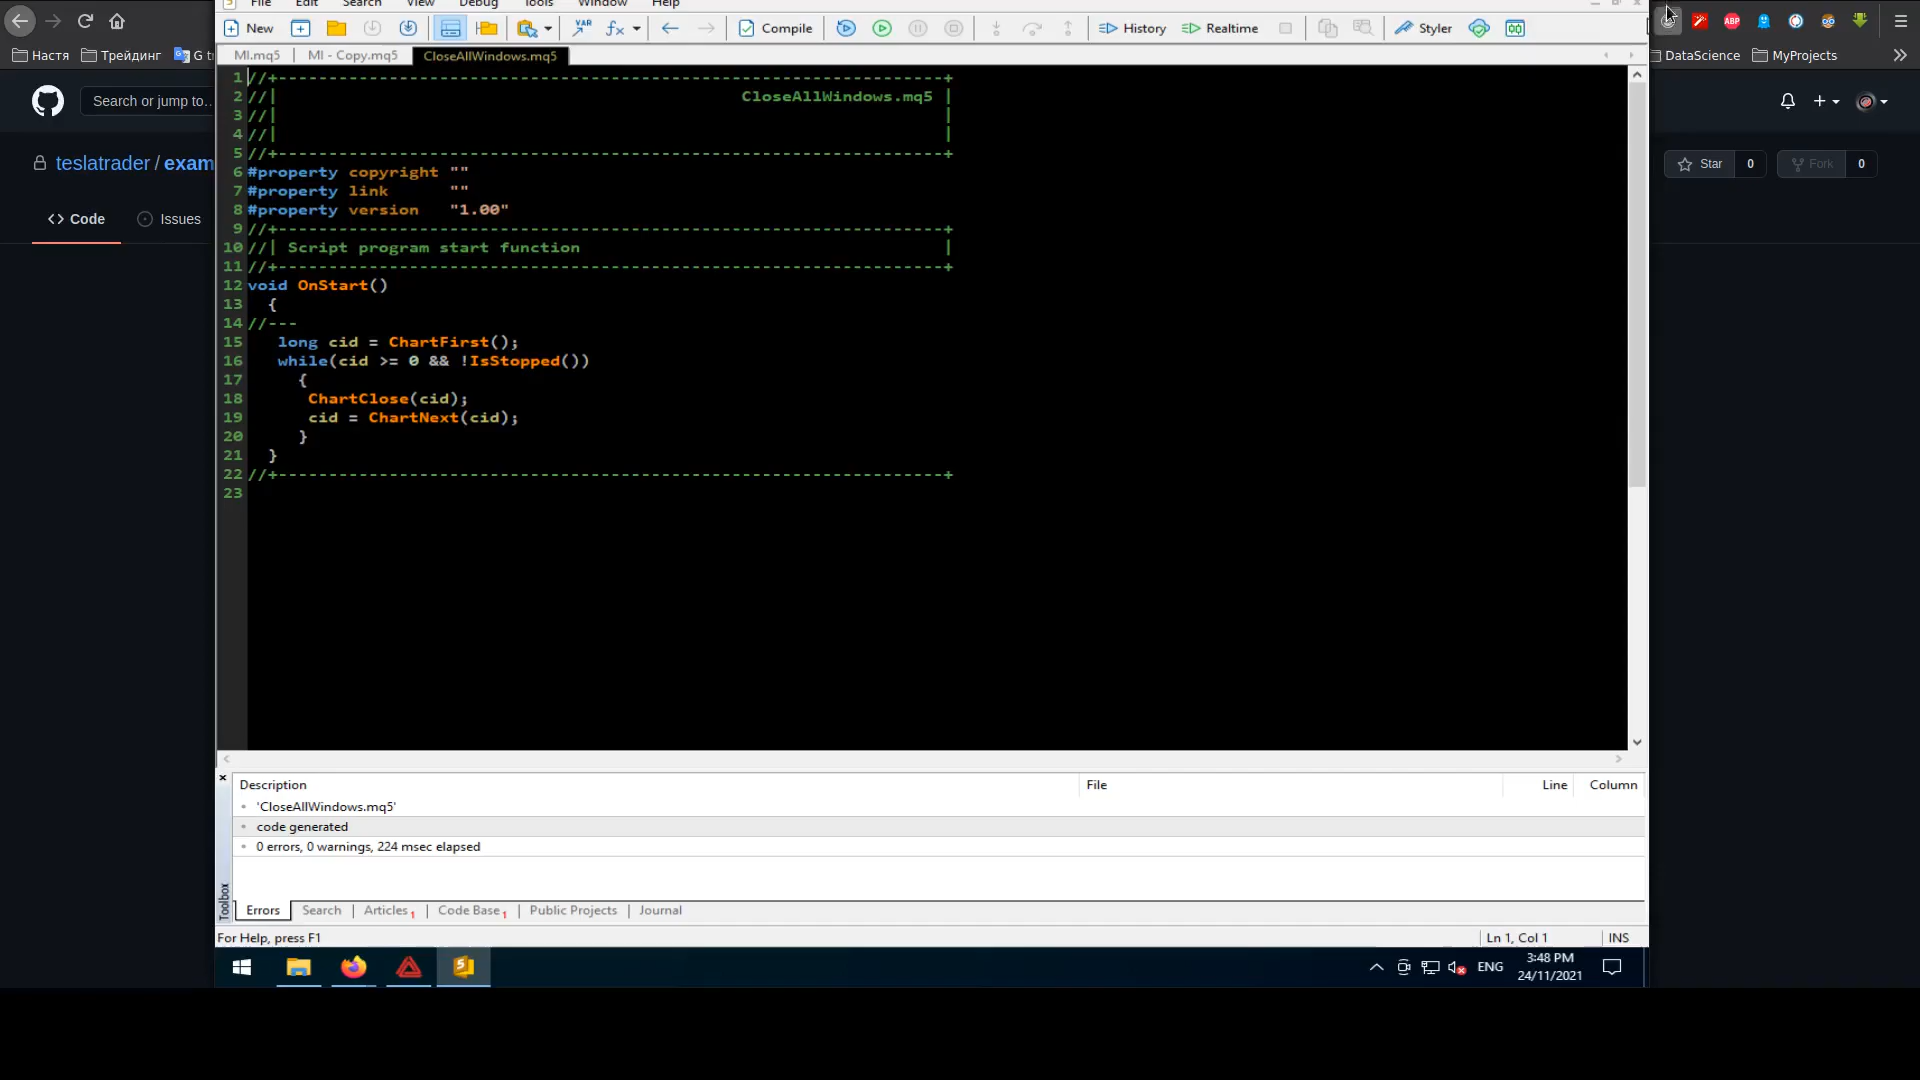 File Edit Search View Debug Tools Window Help
New Compile History Realtime Styler
MI.mq5 MI - Copy.mq5 CloseAllWindows.mq5
Настя Трейдинг G t
DataScience MyProjects
Search or jump to...
teslatrader / exam
Star 0 Fork 0
Code Issues
1 //+------------------------------------------------------------------+
2 //| CloseAllWindows.mq5 |
3 //| |
4 //| |
5 //+------------------------------------------------------------------+
6 #property copyright ""
7 #property link ""
8 #property version "1.00"
9 //+------------------------------------------------------------------+
10 //| Script program start function |
11 //+------------------------------------------------------------------+
12 void OnStart()
13 {
14 //---
15 long cid = ChartFirst();
16 while(cid >= 0 && !IsStopped())
17 {
18 ChartClose(cid);
19 cid = ChartNext(cid);
20 }
21 }
22 //+------------------------------------------------------------------+
23
Description File Line Column
'CloseAllWindows.mq5'
code generated
0 errors, 0 warnings, 224 msec elapsed
Toolbox
Errors Search Articles 1 Code Base 1 Public Projects Journal
For Help, press F1 Ln 1, Col 1 INS
ENG 3:48 PM
24/11/2021
ABP